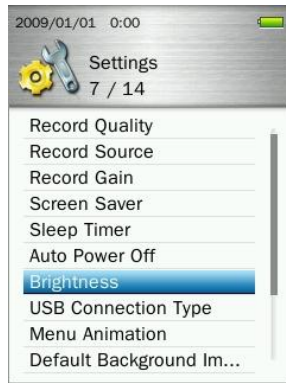 2009/01/01 0:00
Settings
7 / 14
Record Quality
Record Source
Record Gain
Screen Saver
Sleep Timer
Auto Power Off
Brightness
USB Connection Type
Menu Animation
Default Background Im...